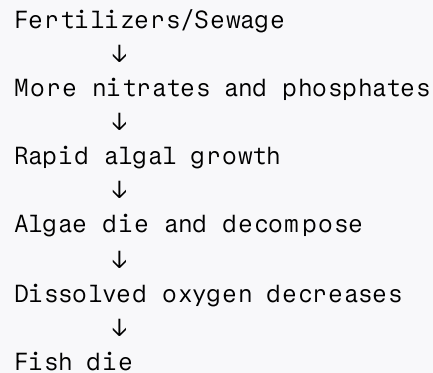 Fertilizers/Sewage
↓
More nitrates and phosphates
↓
Rapid algal growth
↓
Algae die and decompose
↓
Dissolved oxygen decreases
↓
Fish die